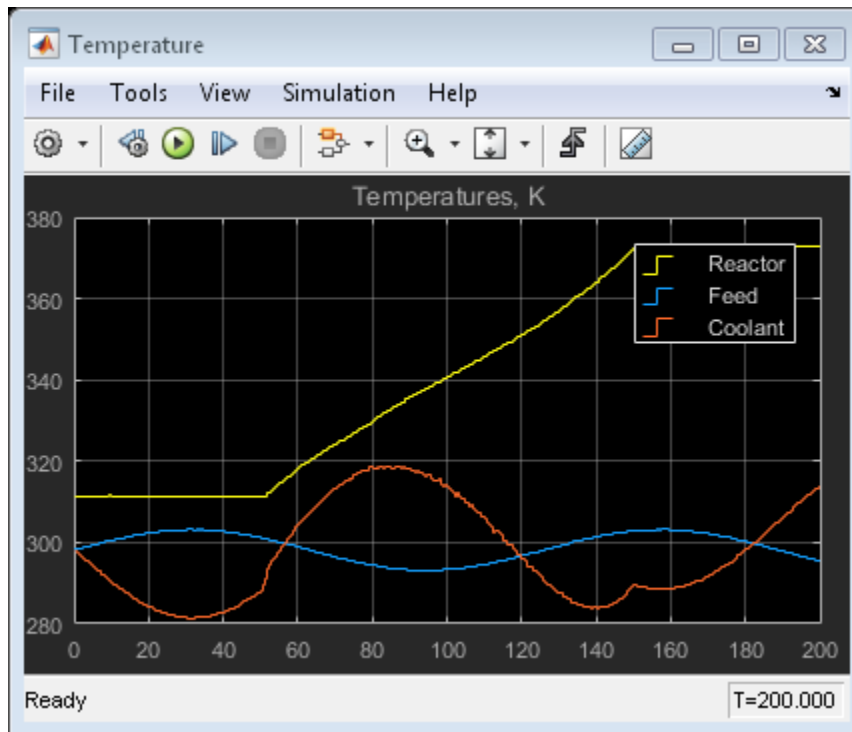 Temperature
File Tools View Simulation Help
Temperatures, K
380
360
340
320
300
280
0 20 40 60 80 100 120 140 160 180 200
Reactor
Feed
Coolant
Ready T=200.000